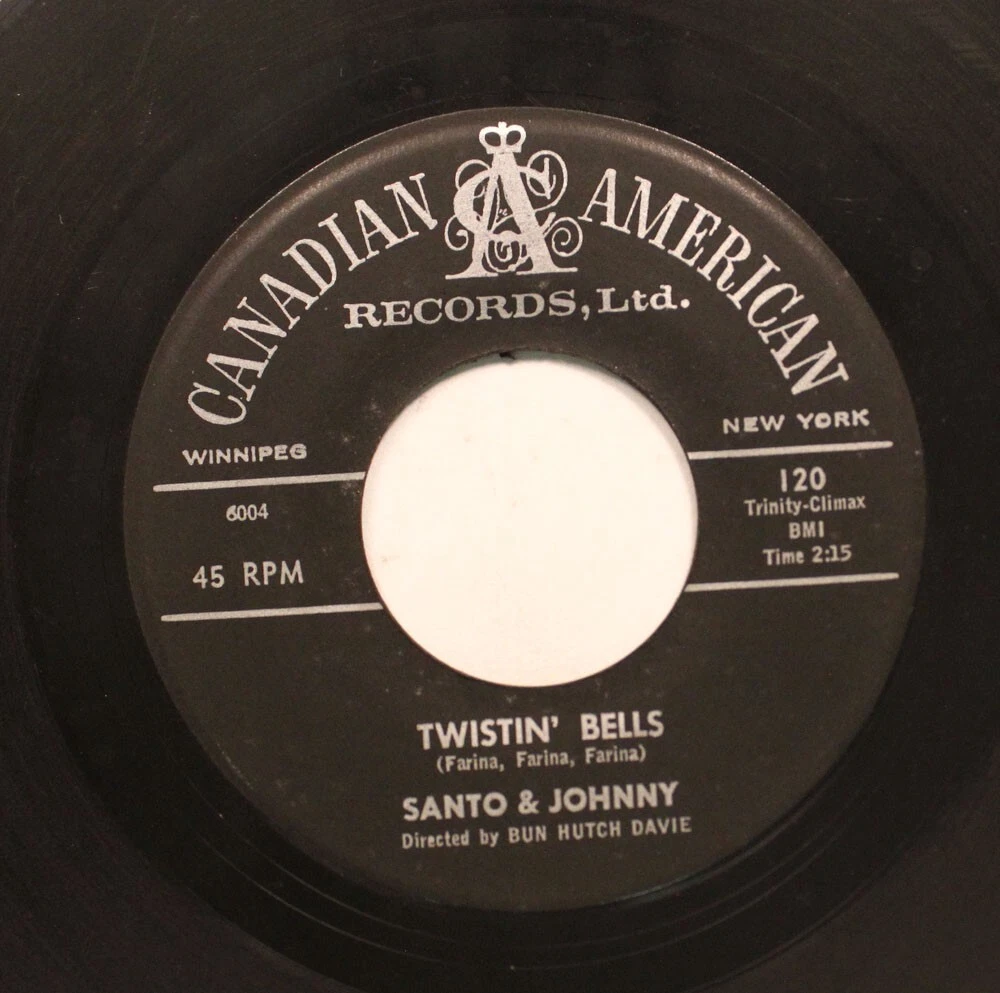 CANADIAN CA AMERICAN
RECORDS, Ltd.
WINNIPEG
NEW YORK
6004
45 RPM
120
Trinity-Climax
BMI
Time 2:15
TWISTIN' BELLS
(Farina, Farina, Farina)
SANTO & JOHNNY
Directed by BUN HUTCH DAVIE